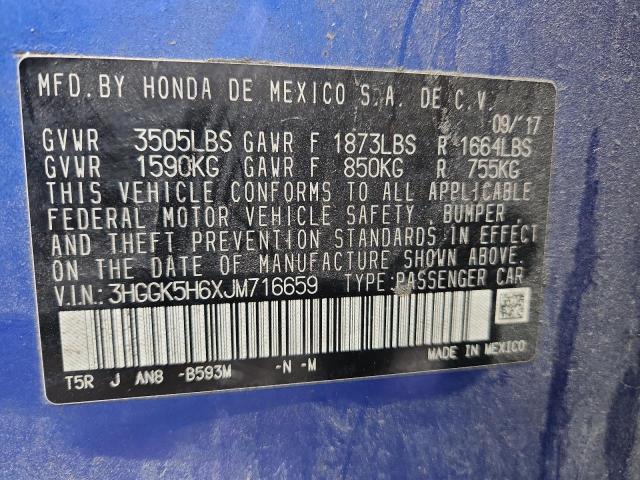 MFD. BY HONDA DE MEXICO S.A. DE C.V.
09/'17
GVWR 3505LBS GAWR F 1873LBS R 1664LBS
GVWR 1590KG GAWR F 850KG R 755KG
THIS VEHICLE CONFORMS TO ALL APPLICABLE
FEDERAL MOTOR VEHICLE SAFETY, BUMPER,
AND THEFT PREVENTION STANDARDS IN EFFECT
ON THE DATE OF MANUFACTURE SHOWN ABOVE.
V.I.N: 3HGGK5H6XJM716659 TYPE:PASSENGER CAR
T5R J AN8 -B593M -N -M MADE IN MEXICO